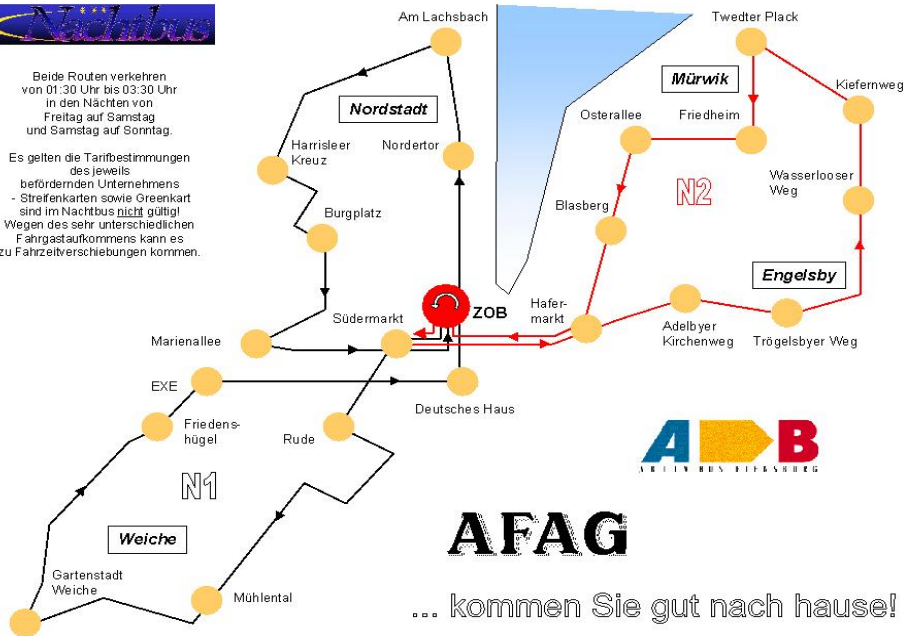 Nachtbus
Beide Routen verkehren
von 01:30 Uhr bis 03:30 Uhr
in den Nächten von
Freitag auf Samstag
und Samstag auf Sonntag.
Es gelten die Tarifbestimmungen
des jeweils
befördernden Unternehmens
- Streifenkarten sowie Greenkart
sind im Nachtbus nicht gültig!
Wegen des sehr unterschiedlichen
Fahrgastaufkommens kann es
zu Fahrzeitverschiebungen kommen.
Am Lachsbach
Twedter Plack
Nordstadt
Mürwik
Kiefernweg
Osterallee
Friedheim
Harrisleer
Kreuz
Nordertor
Wasserlooser
Weg
N2
Burgplatz
Blasberg
Engelsby
ZOB
Südermarkt
Hafer-
markt
Marienallee
Adelbyer
Kirchenweg
Trögelsbyer Weg
EXE
Deutsches Haus
Friedens-
hügel
Rude
N1
ADB
AKTIV BUS FLENSBURG
AFAG
Weiche
Gartenstadt
Weiche
Mühlental
... kommen Sie gut nach hause!